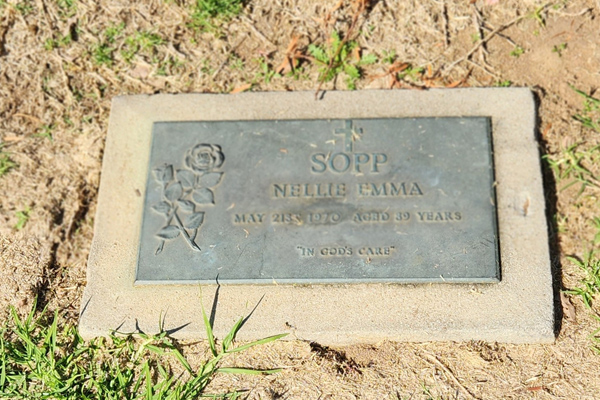 SOPP
NELLIE EMMA
MAY 21ST 1970 AGED 39 YEARS
"IN GOD'S CARE"